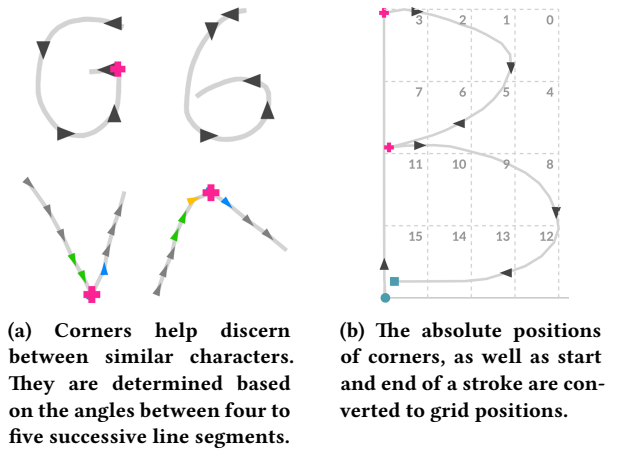 3 2 1 0
7 6 5 4
11 10 9 8
15 14 13 12
(a) Corners help discern
between similar characters.
They are determined based
on the angles between four to
five successive line segments.
(b) The absolute positions
of corners, as well as start
and end of a stroke are con-
verted to grid positions.